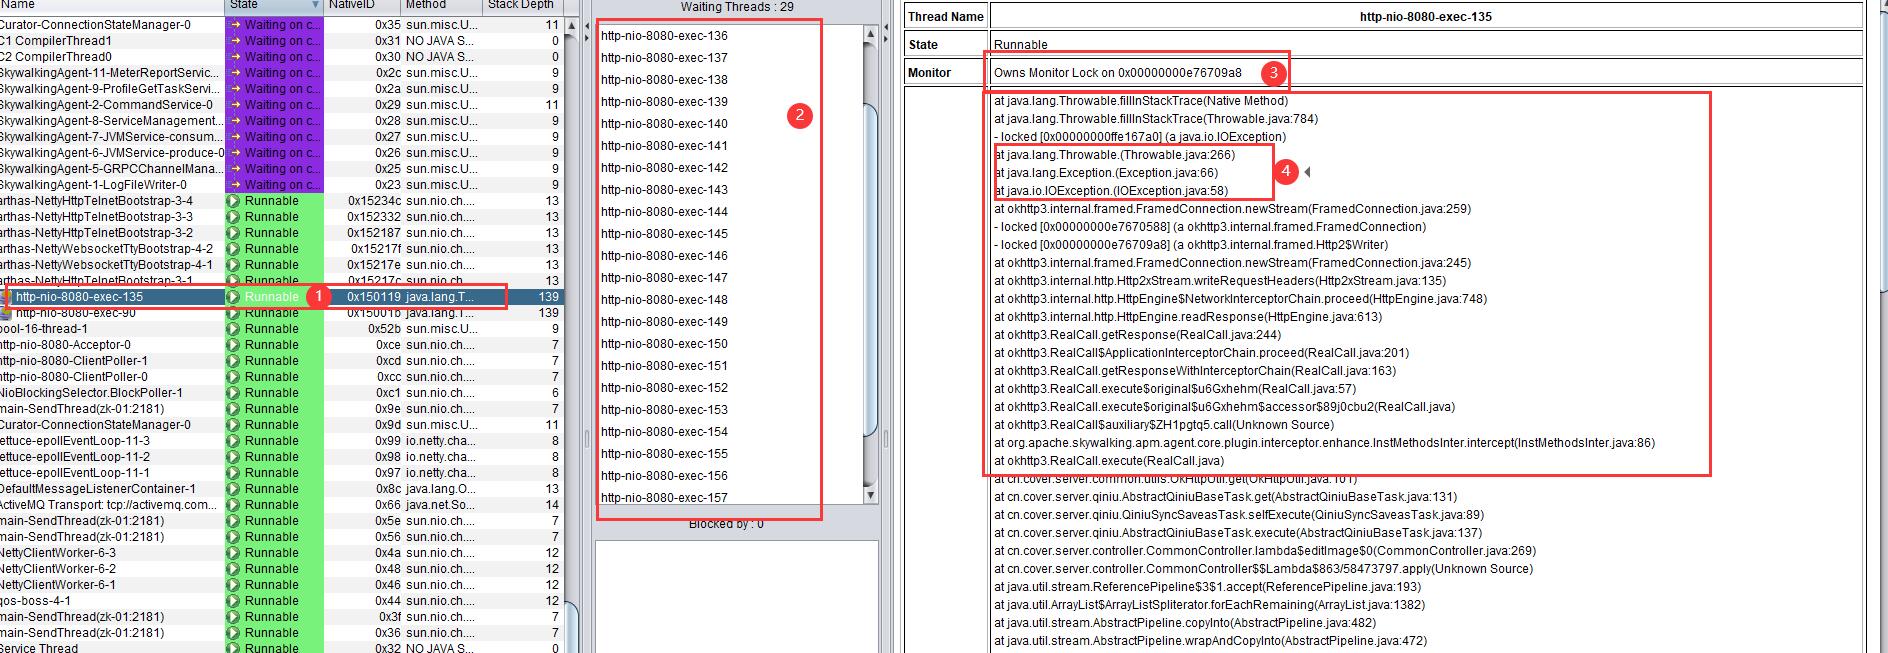 Name State NativeID Method Stack Depth
Curator-ConnectionStateManager-0 Waiting on c... 0x35 sun.misc.U... 11
C1 CompilerThread1 Waiting on c... 0x31 NO JAVA S... 0
C2 CompilerThread0 Waiting on c... 0x30 NO JAVA S... 0
SkywalkingAgent-11-MeterReportServic... Waiting on c... 0x2c sun.misc.U... 9
SkywalkingAgent-9-ProfileGetTaskServi... Waiting on c... 0x2a sun.misc.U... 9
SkywalkingAgent-2-CommandService-0 Waiting on c... 0x29 sun.misc.U... 11
SkywalkingAgent-8-ServiceManagement... Waiting on c... 0x28 sun.misc.U... 9
SkywalkingAgent-7-JVMService-consum... Waiting on c... 0x27 sun.misc.U... 9
SkywalkingAgent-6-JVMService-produce-0 Waiting on c... 0x26 sun.misc.U... 9
SkywalkingAgent-5-GRPCChannelMana... Waiting on c... 0x25 sun.misc.U... 9
SkywalkingAgent-1-LogFileWriter-0 Waiting on c... 0x23 sun.misc.U... 9
arthas-NettyHttpTelnetBootstrap-3-4 Runnable 0x15234c sun.nio.ch.... 13
arthas-NettyHttpTelnetBootstrap-3-3 Runnable 0x152332 sun.nio.ch.... 13
arthas-NettyHttpTelnetBootstrap-3-2 Runnable 0x152187 sun.nio.ch.... 13
arthas-NettyWebsocketTtyBootstrap-4-2 Runnable 0x15217f sun.nio.ch.... 13
arthas-NettyWebsocketTtyBootstrap-4-1 Runnable 0x15217e sun.nio.ch.... 13
arthas-NettyHttpTelnetBootstrap-3-1 Runnable 0x15217c sun.nio.ch.... 13
http-nio-8080-exec-135 Runnable 1 0x150119 java.lang.T... 139
http-nio-8080-exec-90 Runnable 0x15001b java.lang.T... 139
pool-16-thread-1 Runnable 0x52b sun.misc.U... 9
http-nio-8080-Acceptor-0 Runnable 0xce sun.nio.ch.... 7
http-nio-8080-ClientPoller-1 Runnable 0xcd sun.nio.ch.... 7
http-nio-8080-ClientPoller-0 Runnable 0xcc sun.nio.ch.... 7
NioBlockingSelector.BlockPoller-1 Runnable 0xc1 sun.nio.ch.... 6
main-SendThread(zk-01:2181) Runnable 0x9e sun.nio.ch.... 7
Curator-ConnectionStateManager-0 Runnable 0x9d sun.misc.U... 11
lettuce-epollEventLoop-11-3 Runnable 0x99 io.netty.cha... 8
lettuce-epollEventLoop-11-2 Runnable 0x98 io.netty.cha... 8
lettuce-epollEventLoop-11-1 Runnable 0x97 io.netty.cha... 8
DefaultMessageListenerContainer-1 Runnable 0x8c java.lang.O... 13
ActiveMQ Transport: tcp://activemq.com... Runnable 0x66 java.net.So... 14
main-SendThread(zk-01:2181) Runnable 0x5e sun.nio.ch.... 7
main-SendThread(zk-01:2181) Runnable 0x56 sun.nio.ch.... 7
NettyClientWorker-6-3 Runnable 0x4a sun.nio.ch.... 12
NettyClientWorker-6-2 Runnable 0x48 sun.nio.ch.... 12
NettyClientWorker-6-1 Runnable 0x46 sun.nio.ch.... 12
qos-boss-4-1 Runnable 0x44 sun.nio.ch.... 12
main-SendThread(zk-01:2181) Runnable 0x3f sun.nio.ch.... 7
main-SendThread(zk-01:2181) Runnable 0x36 sun.nio.ch.... 7
Service Thread Runnable 0x32 NO JAVA S... 0
Waiting Threads : 29
http-nio-8080-exec-136
http-nio-8080-exec-137
http-nio-8080-exec-138
http-nio-8080-exec-139
2
http-nio-8080-exec-140
http-nio-8080-exec-141
http-nio-8080-exec-142
http-nio-8080-exec-143
http-nio-8080-exec-144
http-nio-8080-exec-145
http-nio-8080-exec-146
http-nio-8080-exec-147
http-nio-8080-exec-148
http-nio-8080-exec-149
http-nio-8080-exec-150
http-nio-8080-exec-151
http-nio-8080-exec-152
http-nio-8080-exec-153
http-nio-8080-exec-154
http-nio-8080-exec-155
http-nio-8080-exec-156
http-nio-8080-exec-157
Blocked by : 0
Thread Name http-nio-8080-exec-135
State Runnable
Monitor Owns Monitor Lock on 0x00000000e76709a8 3
at java.lang.Throwable.fillInStackTrace(Native Method)
at java.lang.Throwable.fillInStackTrace(Throwable.java:784)
- locked [0x00000000ffe167a0] (a java.io.IOException)
at java.lang.Throwable.(Throwable.java:266)
at java.lang.Exception.(Exception.java:66) 4
at java.io.IOException.(IOException.java:58)
at okhttp3.internal.framed.FramedConnection.newStream(FramedConnection.java:259)
- locked [0x00000000e7670588] (a okhttp3.internal.framed.FramedConnection)
- locked [0x00000000e76709a8] (a okhttp3.internal.framed.Http2$Writer)
at okhttp3.internal.framed.FramedConnection.newStream(FramedConnection.java:245)
at okhttp3.internal.http.Http2xStream.writeRequestHeaders(Http2xStream.java:135)
at okhttp3.internal.http.HttpEngine$NetworkInterceptorChain.proceed(HttpEngine.java:748)
at okhttp3.internal.http.HttpEngine.readResponse(HttpEngine.java:613)
at okhttp3.RealCall.getResponse(RealCall.java:244)
at okhttp3.RealCall$ApplicationInterceptorChain.proceed(RealCall.java:201)
at okhttp3.RealCall.getResponseWithInterceptorChain(RealCall.java:163)
at okhttp3.RealCall.execute$original$u6Gxhehm(RealCall.java:57)
at okhttp3.RealCall.execute$original$u6Gxhehm$accessor$89j0cbu2(RealCall.java)
at okhttp3.RealCall$auxiliary$ZH1pgtq5.call(Unknown Source)
at org.apache.skywalking.apm.agent.core.plugin.interceptor.enhance.InstMethodsInter.intercept(InstMethodsInter.java:86)
at okhttp3.RealCall.execute(RealCall.java)
at cn.cover.server.common.utils.OkHttpUtil.get(OkHttpUtil.java:101)
at cn.cover.server.qiniu.AbstractQiniuBaseTask.get(AbstractQiniuBaseTask.java:131)
at cn.cover.server.qiniu.QiniuSyncSaveasTask.selfExecute(QiniuSyncSaveasTask.java:89)
at cn.cover.server.qiniu.AbstractQiniuBaseTask.execute(AbstractQiniuBaseTask.java:137)
at cn.cover.server.controller.CommonController.lambda$editImage$0(CommonController.java:269)
at cn.cover.server.controller.CommonController$$Lambda$863/58473797.apply(Unknown Source)
at java.util.stream.ReferencePipeline$3$1.accept(ReferencePipeline.java:193)
at java.util.ArrayList$ArrayListSpliterator.forEachRemaining(ArrayList.java:1382)
at java.util.stream.AbstractPipeline.copyInto(AbstractPipeline.java:482)
at java.util.stream.AbstractPipeline.wrapAndCopyInto(AbstractPipeline.java:472)